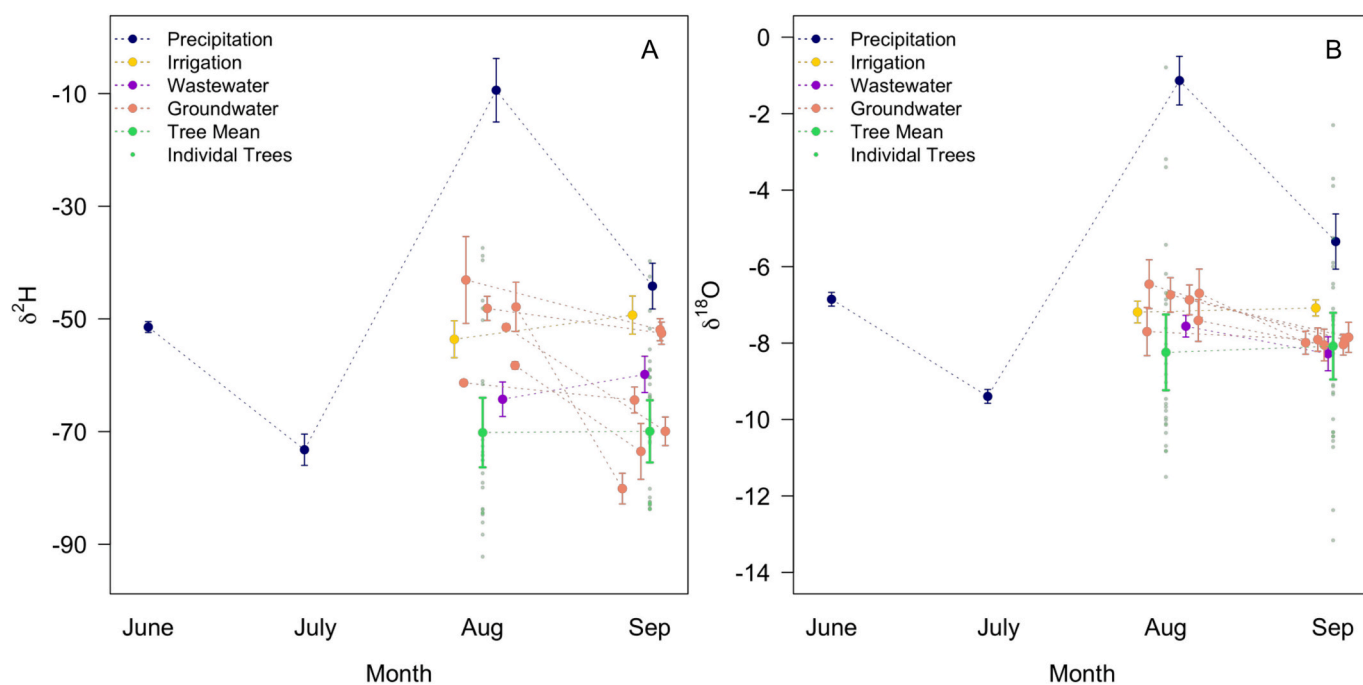 Precipitation
Irrigation
Wastewater
Groundwater
Tree Mean
Individal Trees
A
-10
-30
-50
-70
-90
δ²H
June July Aug Sep
Month
Precipitation
Irrigation
Wastewater
Groundwater
Tree Mean
Individal Trees
B
0
-2
-4
-6
-8
-10
-12
-14
δ¹⁸O
June July Aug Sep
Month